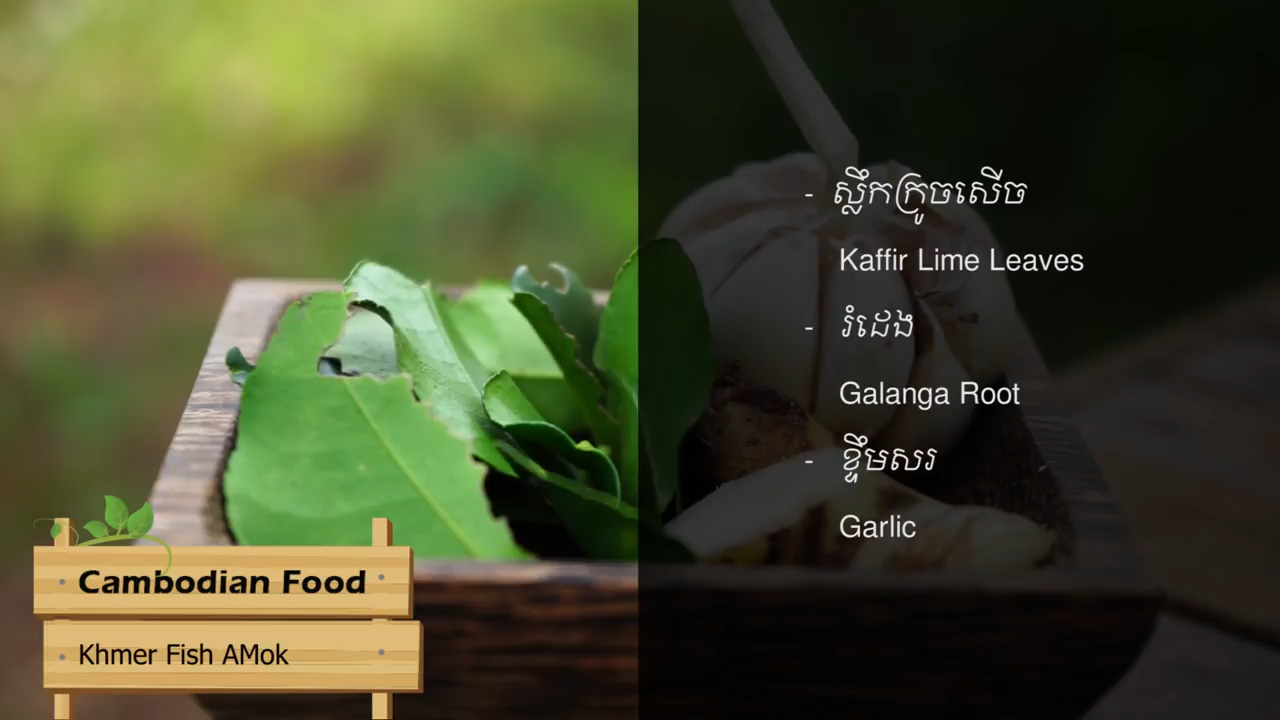 - ស្លឹកក្រូចសើច
Kaffir Lime Leaves
- រំដេង
Galanga Root
- ខ្ទឹមសរ
Garlic
Cambodian Food
Khmer Fish AMok